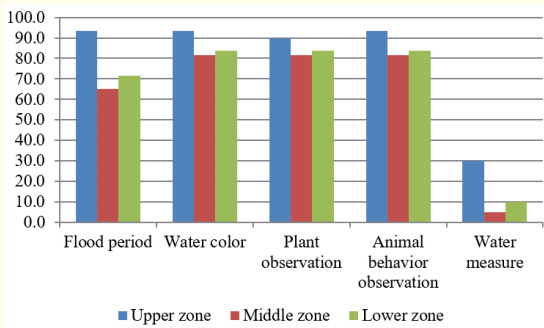 100.0
90.0
80.0
70.0
60.0
50.0
40.0
30.0
20.0
10.0
0.0
Flood period
Water color
Plant
observation
Animal
behavior
observation
Water
measure
Upper zone
Middle zone
Lower zone